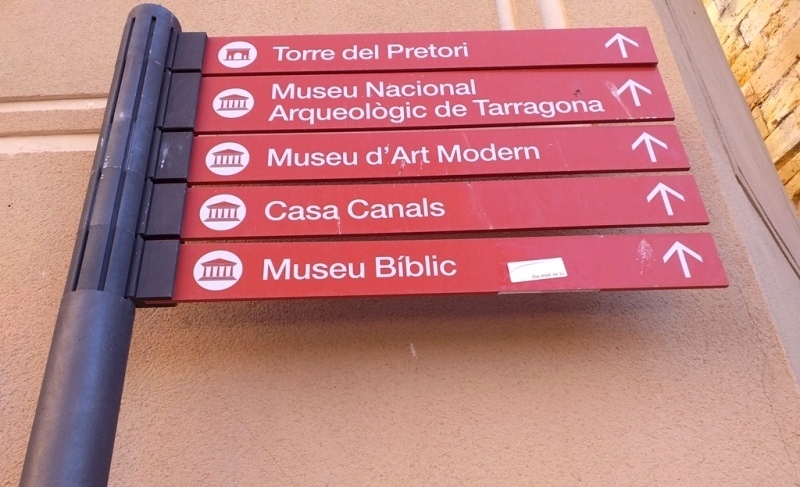 Torre del Pretori
Museu Nacional
Arqueològic de Tarragona
Museu d'Art Modern
Casa Canals
Museu Bíblic